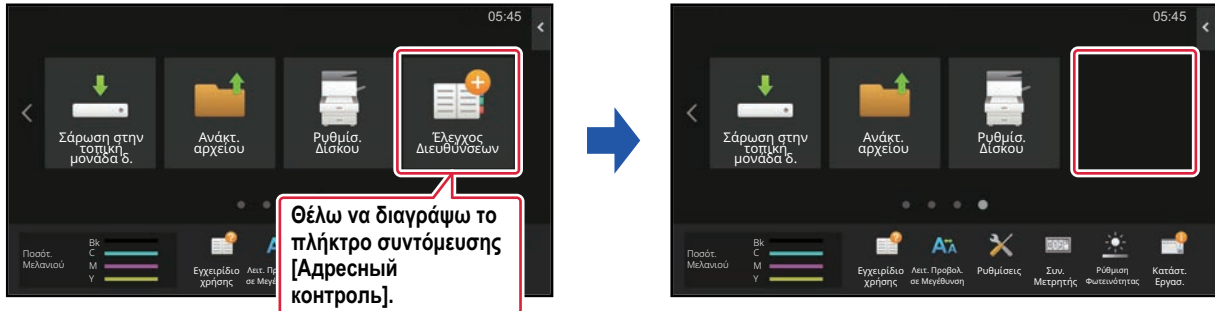 05:45
Σάρωση στην
τοπική
μονάδα δ.
Ανάκτ.
αρχείου
Ρυθμίσ.
Δίσκου
Έλεγχος
Διευθύνσεων
Θέλω να διαγράψω το
πλήκτρο συντόμευσης
[Адресный
контроль].
Ποσότ.
Μελανιού
Bk
C
M
Y
Εγχειρίδιο
χρήσης
05:45
Σάρωση στην
τοπική
μονάδα δ.
Ανάκτ.
αρχείου
Ρυθμίσ.
Δίσκου
Ποσότ.
Μελανιού
Bk
C
M
Y
Εγχειρίδιο
χρήσης
Λειτ. Προβολ.
σε Μεγέθυνση
Ρυθμίσεις
Συν.
Μετρητής
Ρύθμιση
Φωτεινότητας
Κατάστ.
Εργασ.